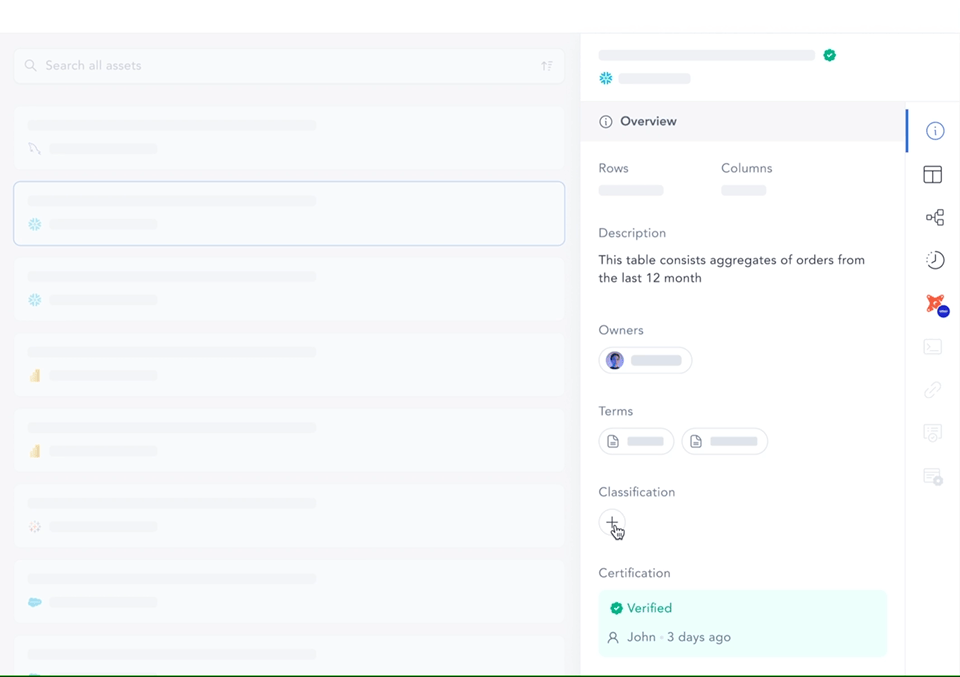 Search all assets
Overview
Rows
Columns
Description
This table consists aggregates of orders from
the last 12 month
Owners
Terms
Classification
Certification
Verified
John · 3 days ago